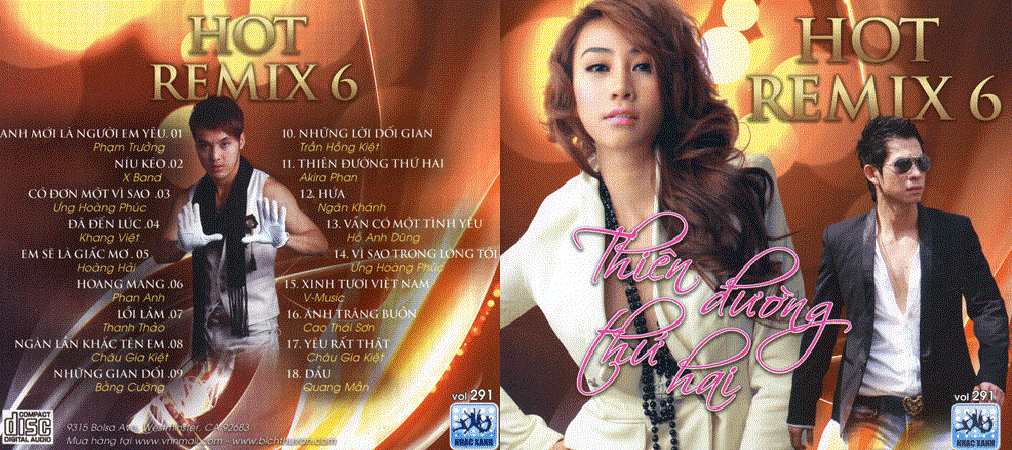 HOT
REMIX 6
ANH MỚI LÀ NGƯỜI EM YÊU .01
Phạm Trưởng
NÍU KÉO .02
X Band
CÔ ĐƠN MỘT VÌ SAO .03
Ưng Hoàng Phúc
ĐÃ ĐẾN LÚC .04
Khang Việt
EM SẼ LÀ GIẤC MƠ . 05
Hoàng Hải
HOANG MANG .06
Phan Anh
LỖI LẦM .07
Thanh Thảo
NGÀN LẦN KHẮC TÊN EM .08
Châu Gia Kiệt
NHỮNG GIAN DỐI .09
Bằng Cường
10. NHỮNG LỜI DỐI GIAN
Trần Hồng Kiệt
11. THIÊN ĐƯỜNG THỨ HAI
Akira Phan
12. HỨA
Ngân Khánh
13. VẪN CÓ MỘT TÌNH YÊU
Hồ Anh Dũng
14. VÌ SAO TRONG LÒNG TÔI
Ưng Hoàng Phúc
15. XINH TƯƠI VIỆT NAM
V-Music
16. ÁNH TRĂNG BUỒN
Cao Thái Sơn
17. YÊU RẤT THẬT
Châu Gia Kiệt
18. DẤU
Quang Mẫn
COMPACT
disc
DIGITAL AUDIO
9315 Bolsa Ave, Westminster, CA 92683
Mua hàng tại www.vnnmall.com - www.bichthuvan.com
vol 291
NHẠC XANH
HOT
REMIX 6
Thiên
đường
thứ
hai
vol 291
NHẠC XANH